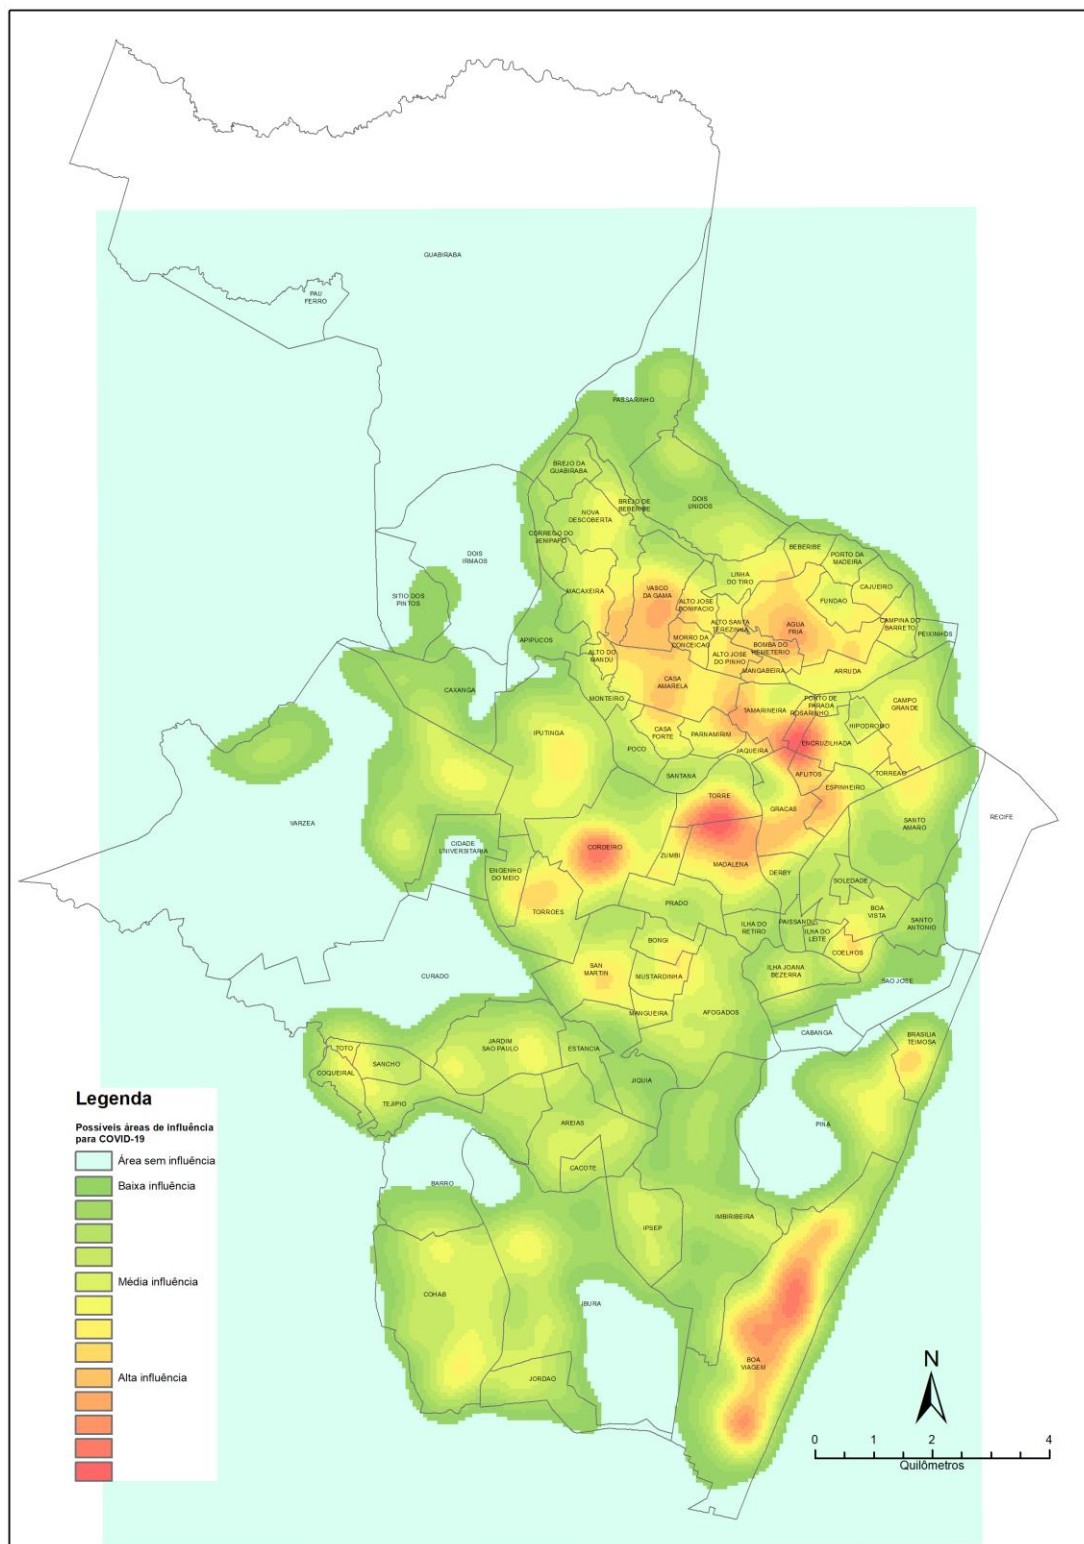 GUABIRABA
PAU
FERRO
PASSARINHO
BREJO DA
GUABIRABA
BREJO DE
BEBERIBE
DOIS
UNIDOS
NOVA
DESCOBERTA
CORREGO DO
JENIPAPO
BEBERIBE
PORTO DA
MADEIRA
DOIS
IRMAOS
LINHA
DO TIRO
CAJUEIRO
MACAXEIRA
VASCO
DA GAMA
SITIO DOS
PINTOS
ALTO JOSE
BONIFACIO
FUNDAO
ALTO SANTA
TEREZINHA
AGUA
FRIA
CAMPINA DO
BARRETO
PEIXINHOS
APIPUCOS
MORRO DA
CONCEICAO
BOMBA DO
HEMETERIO
ALTO DO
MANDU
ALTO JOSE
DO PINHO
MANGABEIRA
ARRUDA
CASA
AMARELA
CAXANGA
MONTEIRO
PORTO DE
PARADA
ROSARINHO
TAMARINEIRA
CAMPO
GRANDE
HIPODROMO
IPUTINGA
CASA
FORTE
PARNAMIRIM
POCO
JAQUEIRA
ENCRUZILHADA
SANTANA
AFLITOS
TORREAO
ESPINHEIRO
TORRE
GRACAS
SANTO
AMARO
RECIFE
VARZEA
CIDADE
UNIVERSITARIA
CORDEIRO
ZUMBI
MADALENA
DERBY
ENGENHO
DO MEIO
SOLEDADE
TORROES
PRADO
BOA
VISTA
ILHA DO
RETIRO
PAISSANDU
ILHA DO
LEITE
SANTO
ANTONIO
BONGI
COELHOS
CURADO
SAN
MARTIN
MUSTARDINHA
ILHA JOANA
BEZERRA
SAO JOSE
MANGUEIRA
AFOGADOS
CABANGA
BRASILIA
TEIMOSA
TOTO
JARDIM
SAO PAULO
ESTANCIA
COQUEIRAL
SANCHO
JIQUIA
TEJIPIO
AREIAS
PINA
CACOTE
BARRO
IPSEP
IMBIRIBEIRA
COHAB
IBURA
BOA
VIAGEM
JORDAO
Legenda
Possíveis áreas de influência
para COVID-19
Área sem influência
Baixa influência
Média influência
Alta influência
N
0 1 2 4
Quilômetros